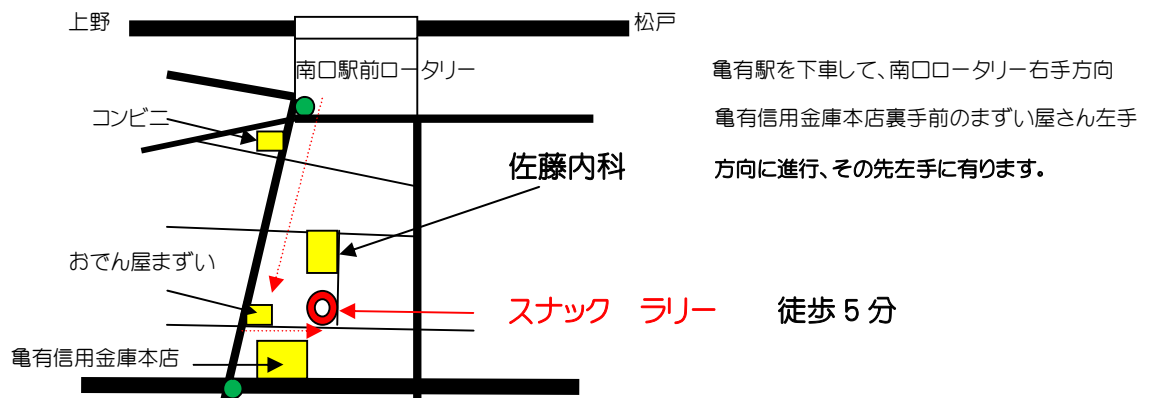 上野
松戸
南口駅前ロータリー
亀有駅を下車して、南口ロータリー右手方向
コンビニ
亀有信用金庫本店裏手前のまずい屋さん左手
佐藤内科
方向に進行、その先左手に有ります。
おでん屋まずい
スナック ラリー 徒歩5分
亀有信用金庫本店